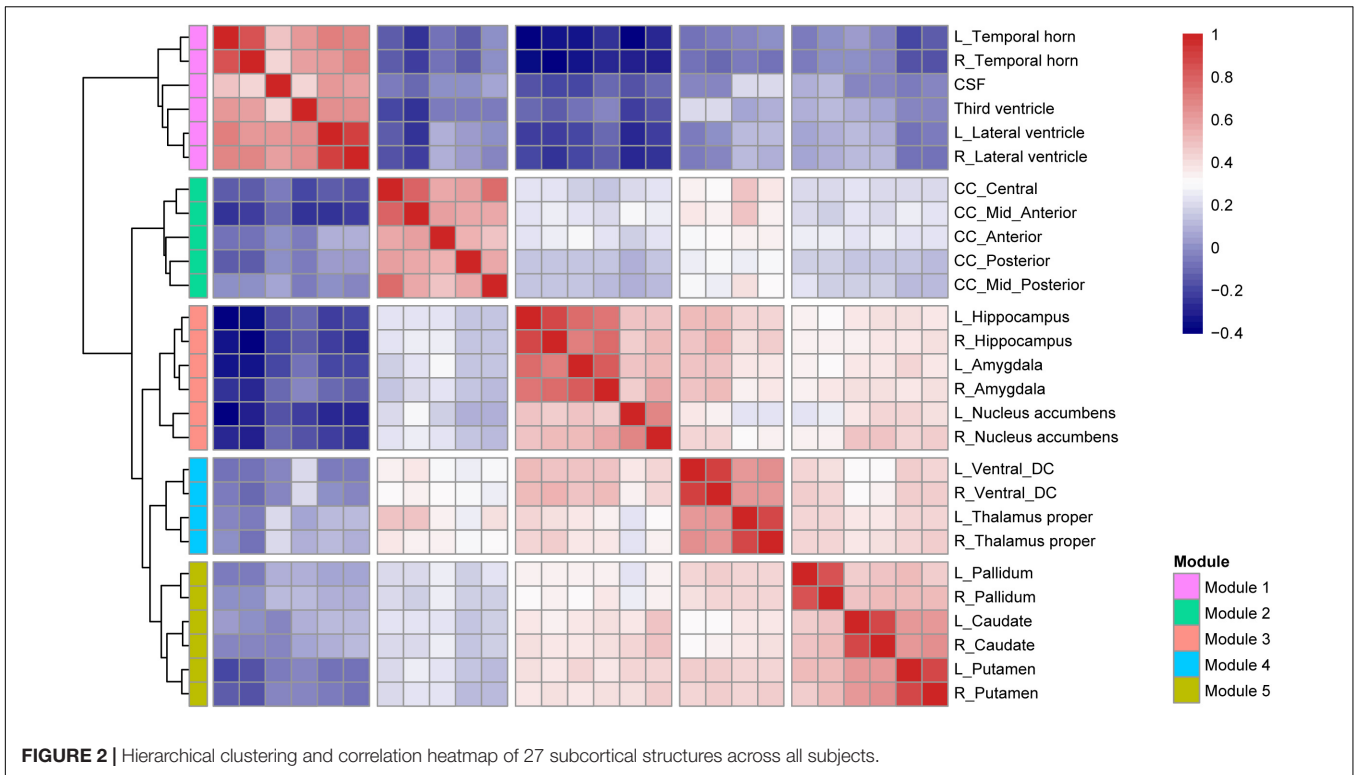 L_Temporal horn
R_Temporal horn
CSF
Third ventricle
L_Lateral ventricle
R_Lateral ventricle
CC_Central
CC_Mid_Anterior
CC_Anterior
CC_Posterior
CC_Mid_Posterior
L_Hippocampus
R_Hippocampus
L_Amygdala
R_Amygdala
L_Nucleus accumbens
R_Nucleus accumbens
L_Ventral_DC
R_Ventral_DC
L_Thalamus proper
R_Thalamus proper
L_Pallidum
R_Pallidum
L_Caudate
R_Caudate
L_Putamen
R_Putamen
1
0.8
0.6
0.4
0.2
0
−0.2
−0.4
Module
Module 1
Module 2
Module 3
Module 4
Module 5
FIGURE 2 | Hierarchical clustering and correlation heatmap of 27 subcortical structures across all subjects.